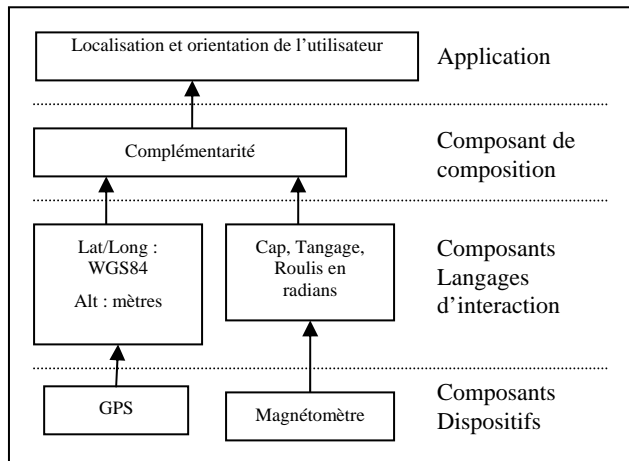 Localisation et orientation de l'utilisateur
Application
Complémentarité
Composant de
composition
Lat/Long :
WGS84
Alt : mètres
Cap, Tangage,
Roulis en
radians
Composants
Langages
d'interaction
GPS
Magnétomètre
Composants
Dispositifs